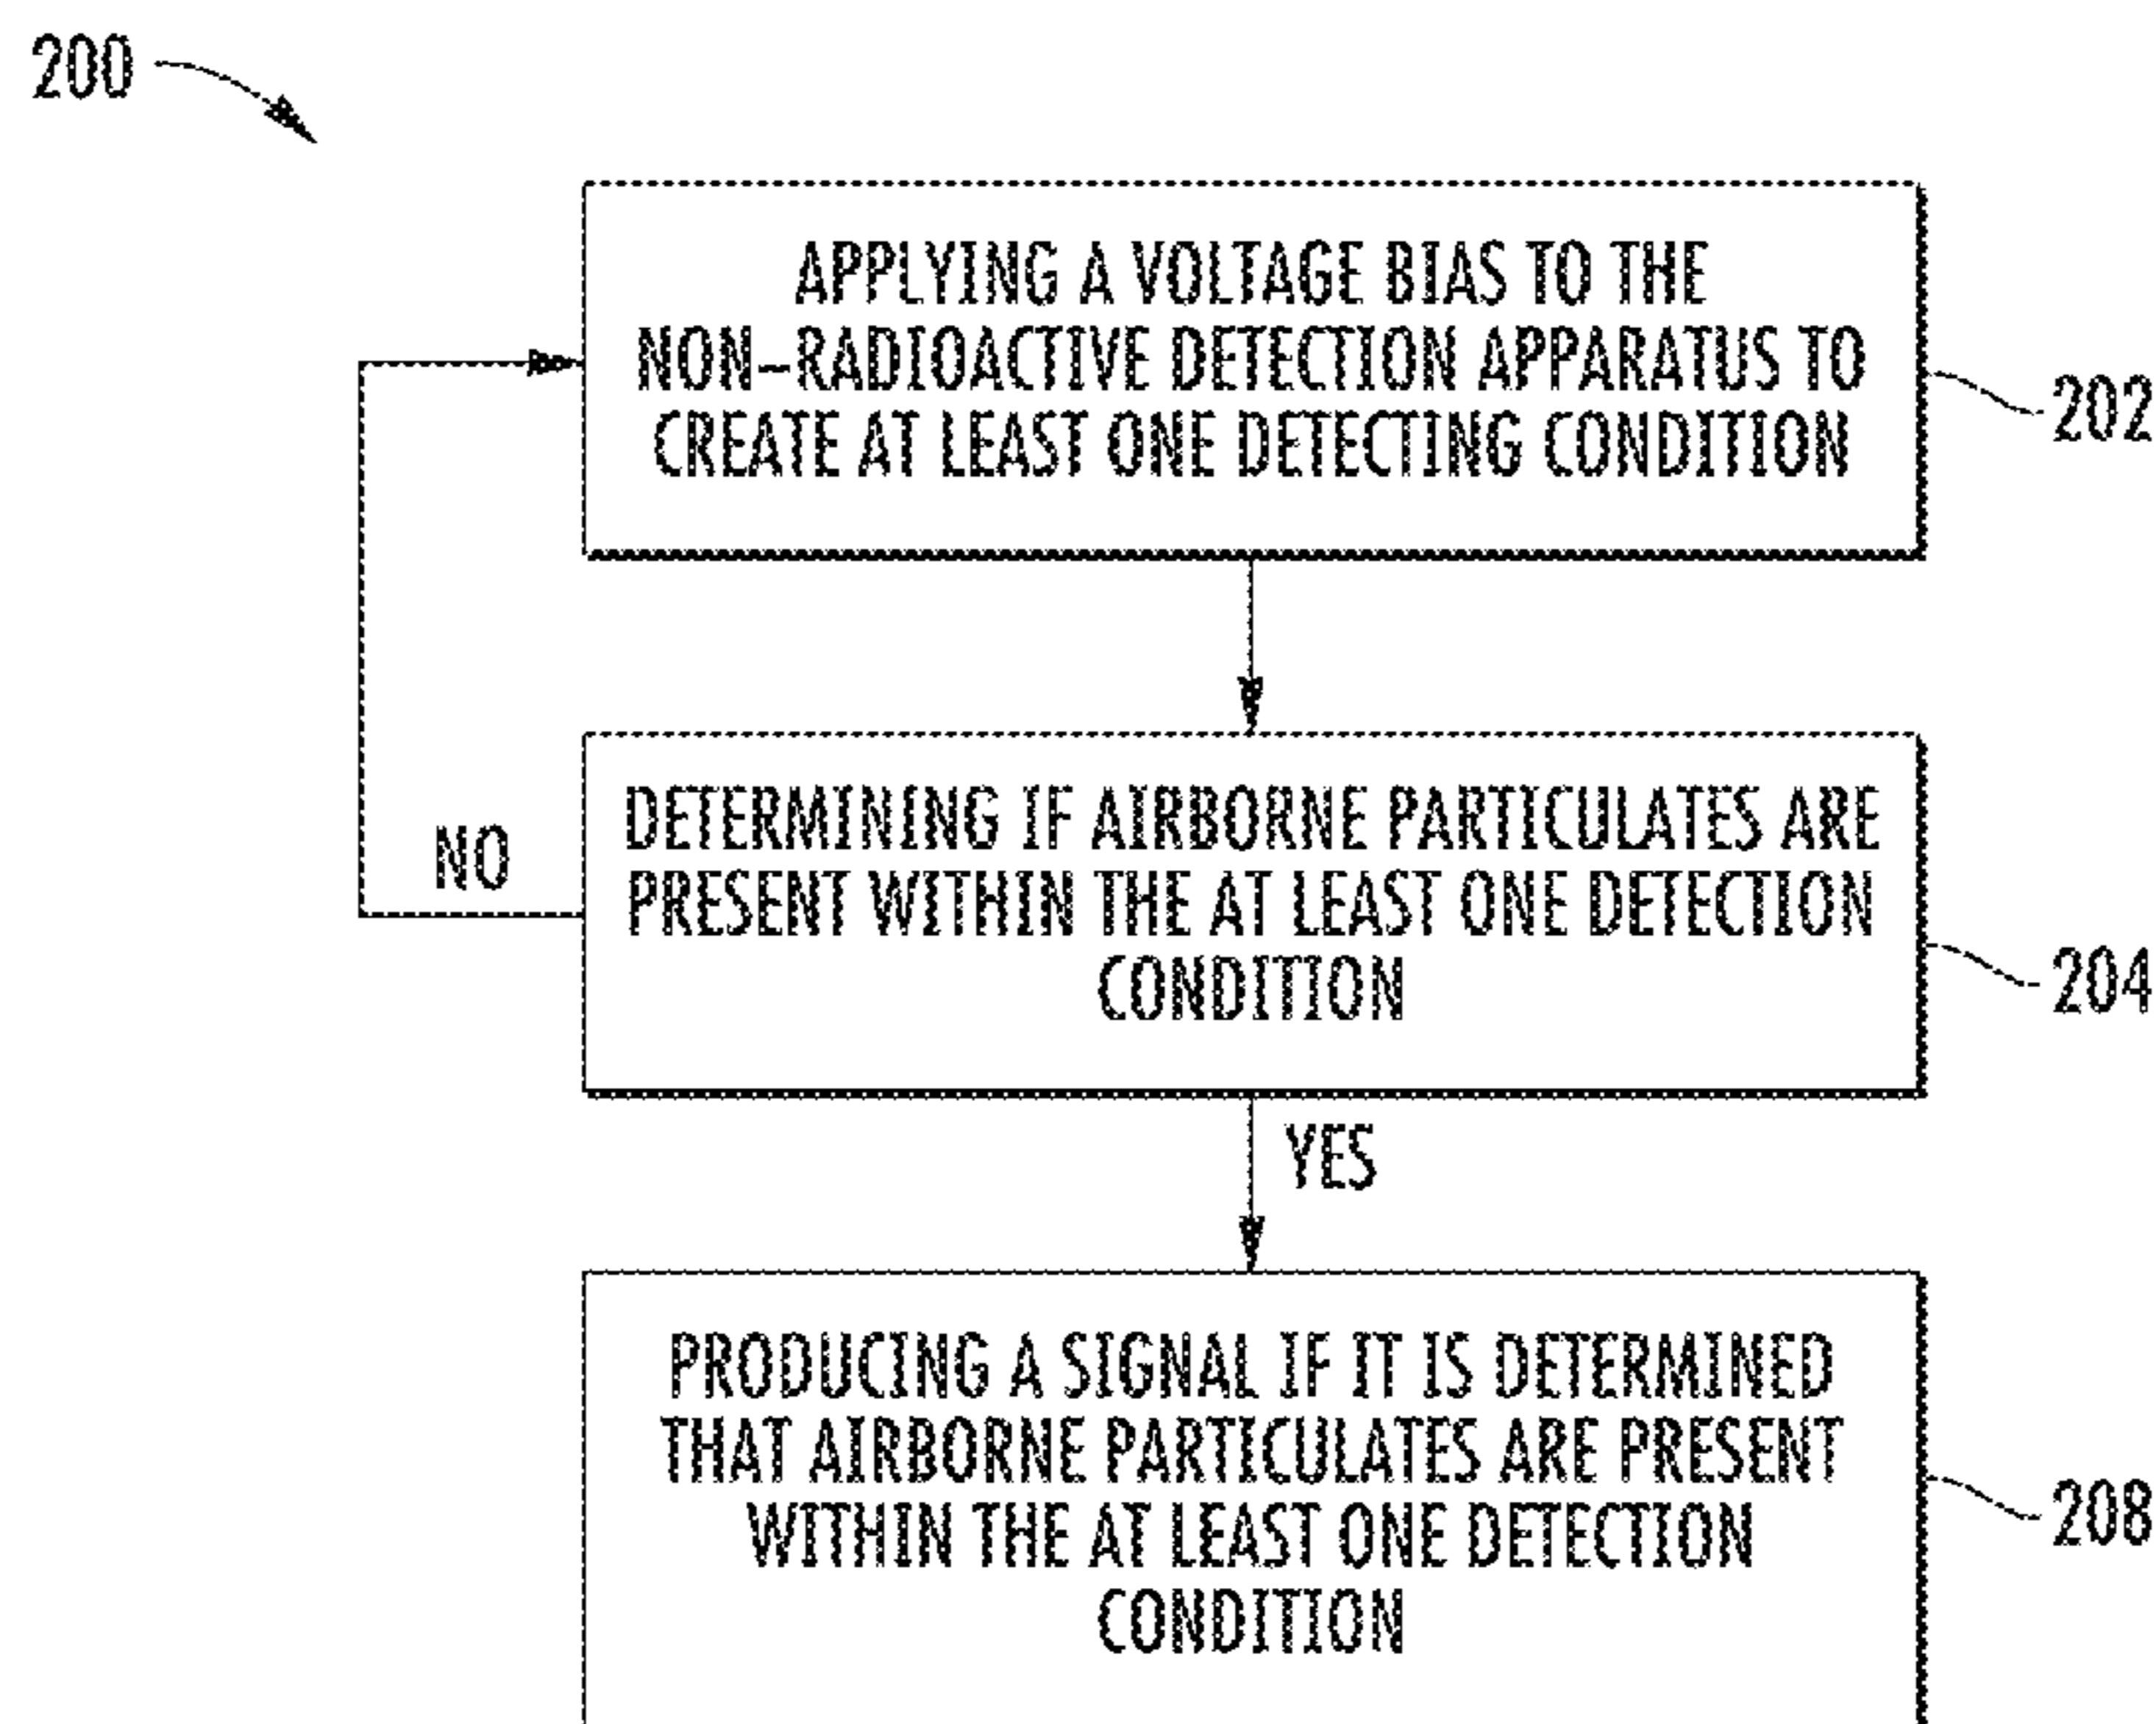 200
APPLYING A VOLTAGE BIAS TO THE
NON-RADIOACTIVE DETECTION APPARATUS TO
CREATE AT LEAST ONE DETECTING CONDITION
202
NO
DETERMINING IF AIRBORNE PARTICULATES ARE
PRESENT WITHIN THE AT LEAST ONE DETECTION
CONDITION
204
YES
PRODUCING A SIGNAL IF IT IS DETERMINED
THAT AIRBORNE PARTICULATES ARE PRESENT
WITHIN THE AT LEAST ONE DETECTION
CONDITION
208